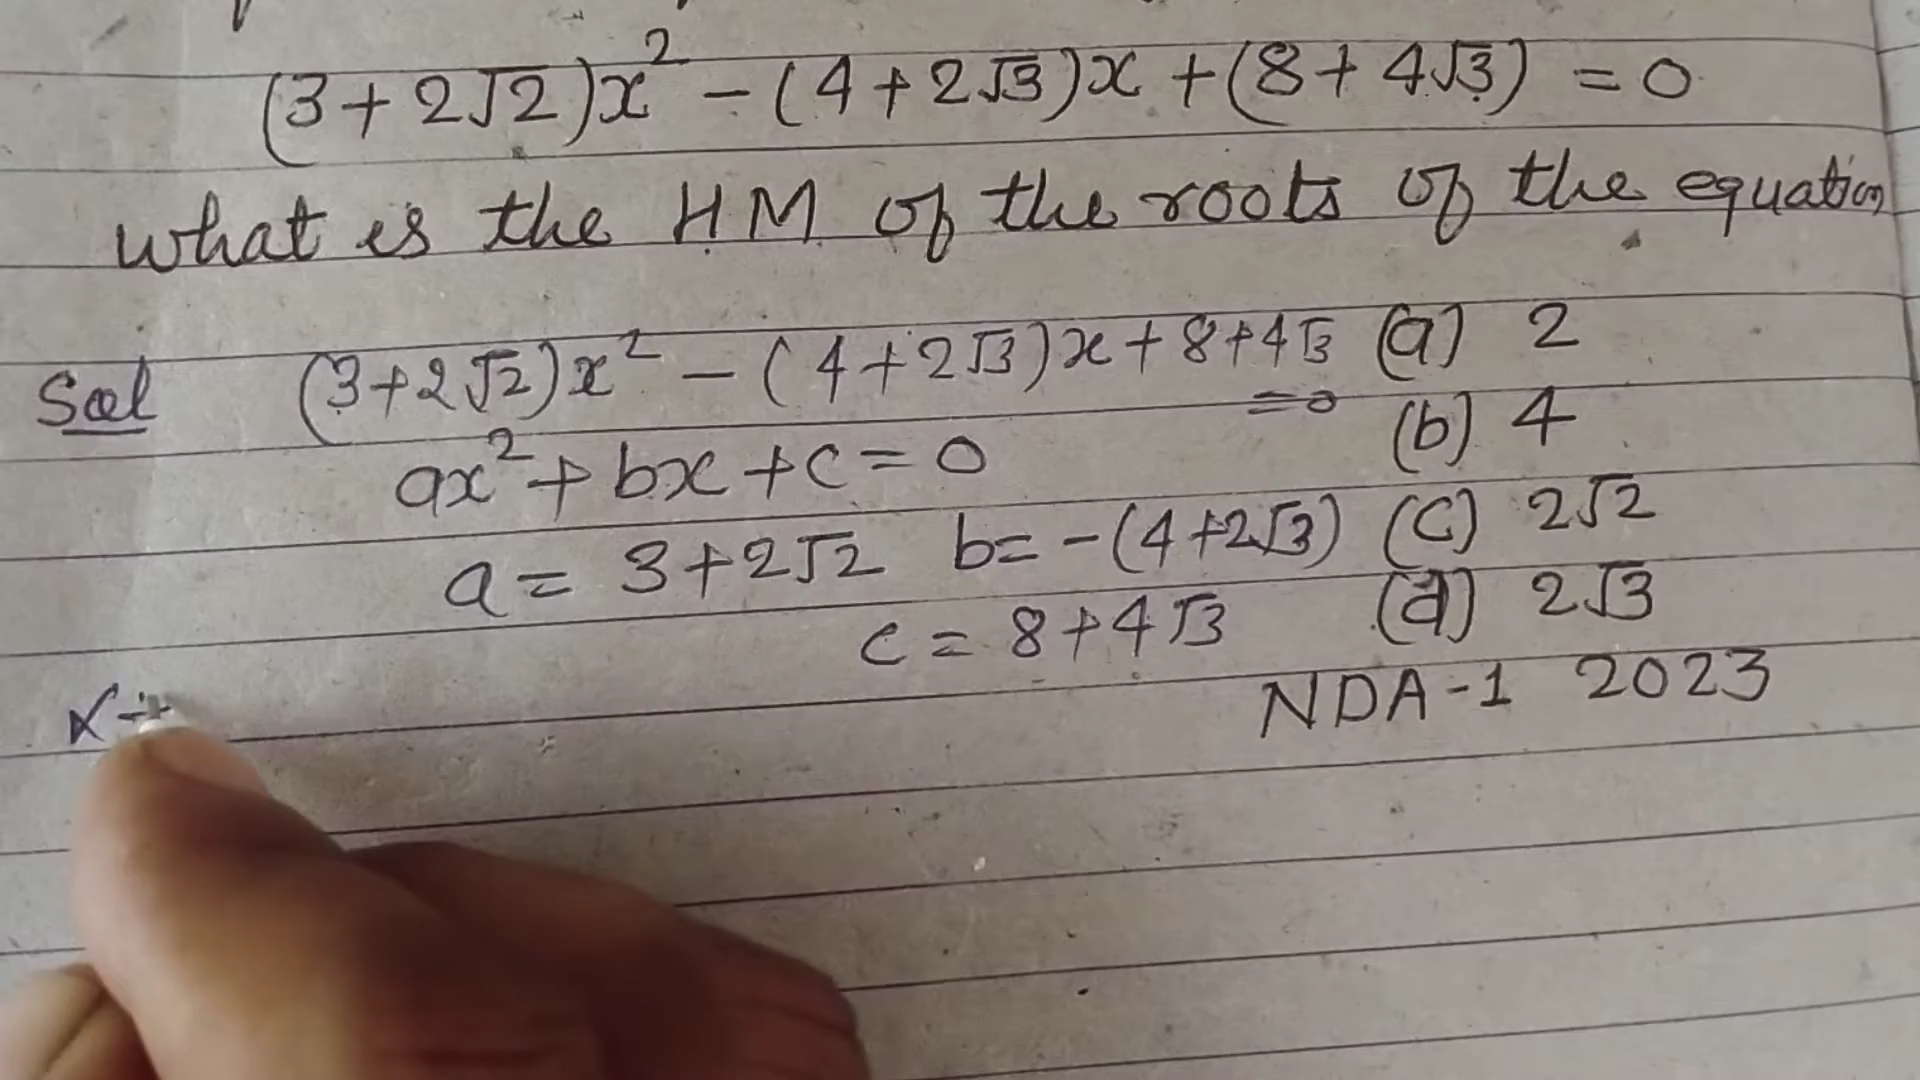 (3+2√2)x² - (4+2√3)x + (8+4√3) = 0
what is the HM of the roots of the equation
Sol (3+2√2)x² - (4+2√3)x + 8+4√3 (a) 2
=0 (b) 4
ax² + bx + c = 0
a = 3+2√2 b= -(4+2√3) (c) 2√2
c = 8+4√3 (d) 2√3
α+ NDA-1 2023